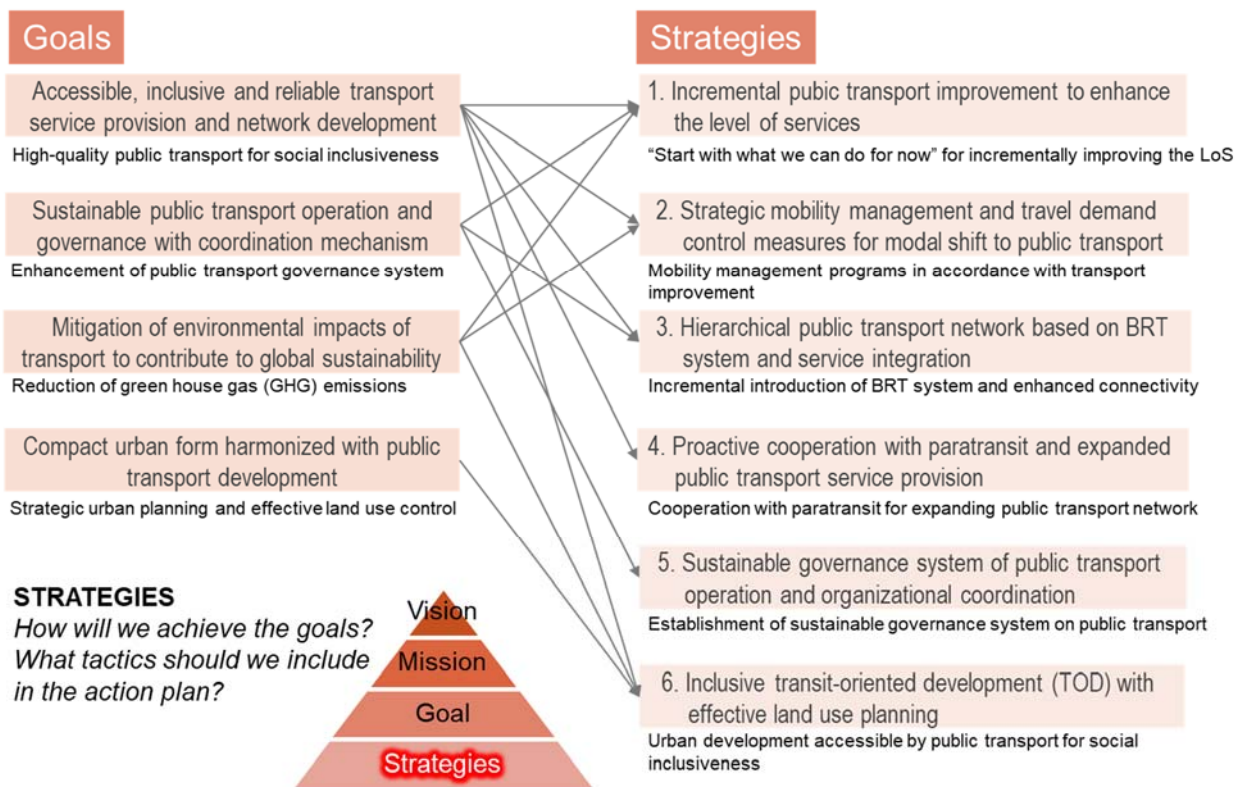 Goals
Accessible, inclusive and reliable transport
service provision and network development
High-quality public transport for social inclusiveness
Sustainable public transport operation and
governance with coordination mechanism
Enhancement of public transport governance system
Mitigation of environmental impacts of
transport to contribute to global sustainability
Reduction of green house gas (GHG) emissions
Compact urban form harmonized with public
transport development
Strategic urban planning and effective land use control
STRATEGIES
How will we achieve the goals?
What tactics should we include
in the action plan?
Vision
Mission
Goal
Strategies
Strategies
1. Incremental pubic transport improvement to enhance
the level of services
“Start with what we can do for now” for incrementally improving the LoS
2. Strategic mobility management and travel demand
control measures for modal shift to public transport
Mobility management programs in accordance with transport
improvement
3. Hierarchical public transport network based on BRT
system and service integration
Incremental introduction of BRT system and enhanced connectivity
4. Proactive cooperation with paratransit and expanded
public transport service provision
Cooperation with paratransit for expanding public transport network
5. Sustainable governance system of public transport
operation and organizational coordination
Establishment of sustainable governance system on public transport
6. Inclusive transit-oriented development (TOD) with
effective land use planning
Urban development accessible by public transport for social
inclusiveness